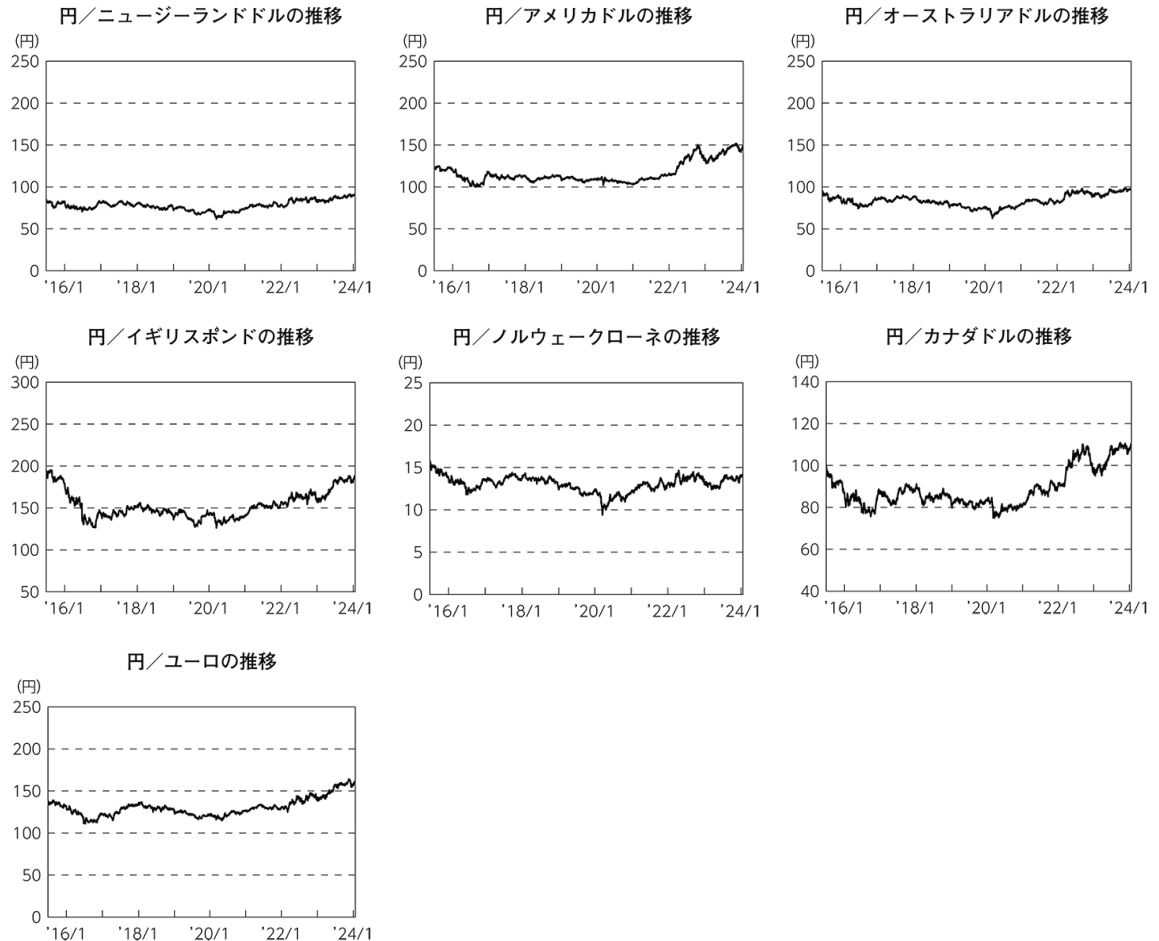 円／ニュージーランドドルの推移
(円)
250
200
150
100
50
0
'16/1 '18/1 '20/1 '22/1 '24/1
円／アメリカドルの推移
(円)
250
200
150
100
50
0
'16/1 '18/1 '20/1 '22/1 '24/1
円／オーストラリアドルの推移
(円)
250
200
150
100
50
0
'16/1 '18/1 '20/1 '22/1 '24/1
円／イギリスポンドの推移
(円)
300
250
200
150
100
50
'16/1 '18/1 '20/1 '22/1 '24/1
円／ノルウェークローネの推移
(円)
25
20
15
10
5
0
'16/1 '18/1 '20/1 '22/1 '24/1
円／カナダドルの推移
(円)
140
120
100
80
60
40
'16/1 '18/1 '20/1 '22/1 '24/1
円／ユーロの推移
(円)
250
200
150
100
50
0
'16/1 '18/1 '20/1 '22/1 '24/1